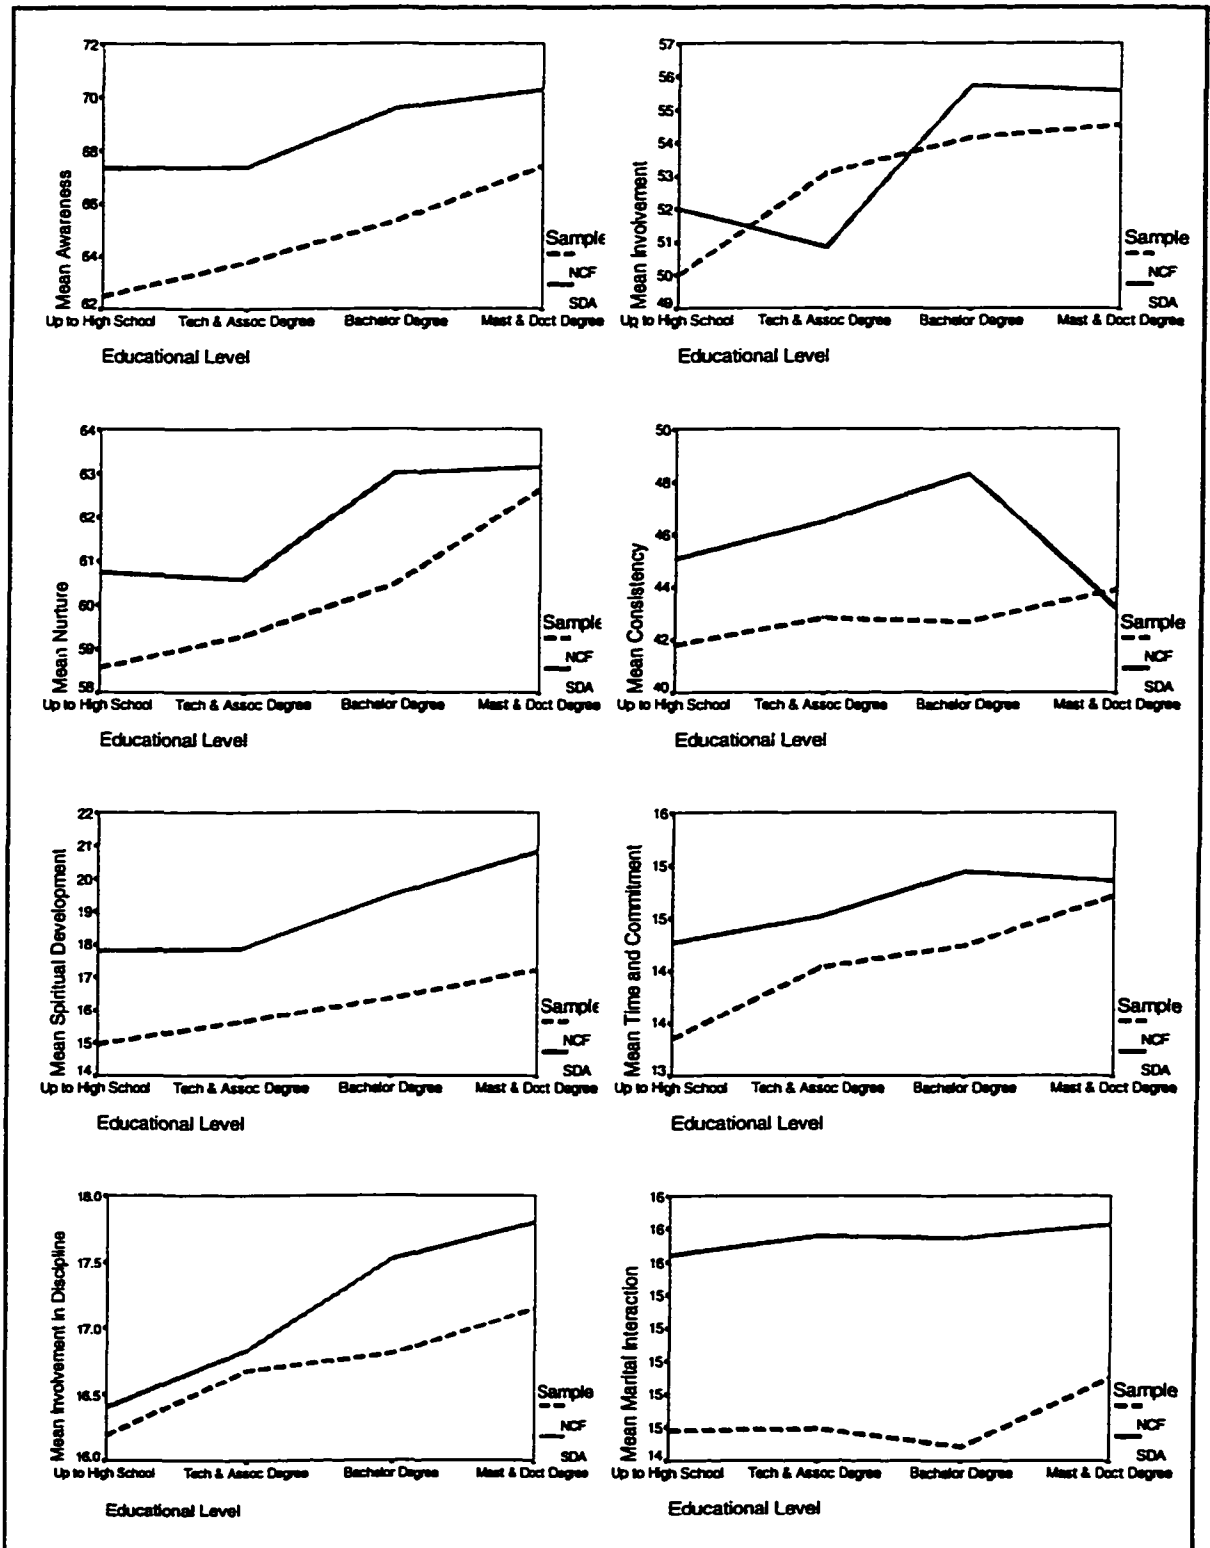 72
70
68
66
64
62
Mean Awareness
Up to High School Tech & Assoc Degree Bachelor Degree Mast & Doct Degree
Educational Level
Sample
NCF
SDA
57
56
55
54
53
52
51
50
49
Mean Involvement
Up to High School Tech & Assoc Degree Bachelor Degree Mast & Doct Degree
Educational Level
Sample
NCF
SDA
64
63
62
61
60
59
58
Mean Nurture
Up to High School Tech & Assoc Degree Bachelor Degree Mast & Doct Degree
Educational Level
Sample
NCF
SDA
50
48
46
44
42
40
Mean Consistency
Up to High School Tech & Assoc Degree Bachelor Degree Mast & Doct Degree
Educational Level
Sample
NCF
SDA
22
21
20
19
18
17
16
15
14
Mean Spiritual Development
Up to High School Tech & Assoc Degree Bachelor Degree Mast & Doct Degree
Educational Level
Sample
NCF
SDA
16
15
15
14
14
13
Mean Time and Commitment
Up to High School Tech & Assoc Degree Bachelor Degree Mast & Doct Degree
Educational Level
Sample
NCF
SDA
18.0
17.5
17.0
16.5
16.0
Mean Involvement in Discipline
Up to High School Tech & Assoc Degree Bachelor Degree Mast & Doct Degree
Educational Level
Sample
NCF
SDA
16
16
16
15
15
15
15
15
14
Mean Marital Interaction
Up to High School Tech & Assoc Degree Bachelor Degree Mast & Doct Degree
Educational Level
Sample
NCF
SDA